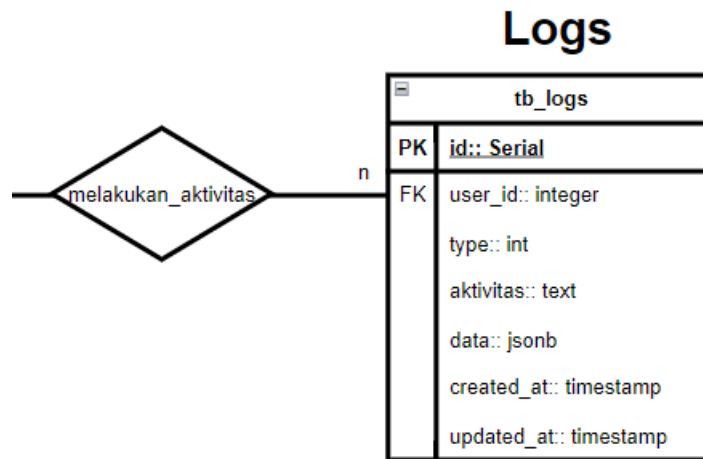 Logs
tb_logs
PK id:: Serial
melakukan_aktivitas n FK user_id:: integer
type:: int
aktivitas:: text
data:: jsonb
created_at:: timestamp
updated_at:: timestamp